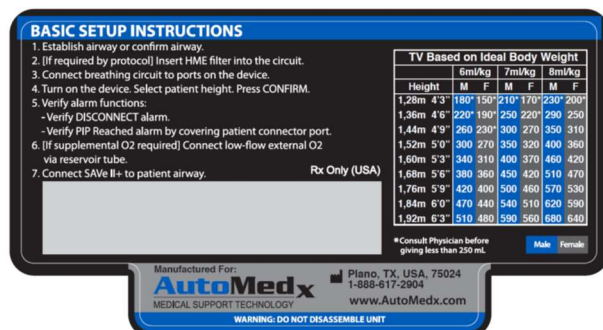 BASIC SETUP INSTRUCTIONS
1. Establish airway or confirm airway.
2. [If required by protocol] Insert HME filter into the circuit.
3. Connect breathing circuit to ports on the device.
4. Turn on the device. Select patient height. Press CONFIRM.
5. Verify alarm functions:
- Verify DISCONNECT alarm.
- Verify PIP Reached alarm by covering patient connector port.
6. [If supplemental O2 required] Connect low-flow external O2
via reservoir tube.
7. Connect SAVe II+ to patient airway.
Rx Only (USA)
TV Based on Ideal Body Weight
6ml/kg 7ml/kg 8ml/kg
Height M F M F M F
1,28m 4'3" 180* 150* 210* 170* 230* 200*
1,36m 4'6" 220* 190* 250 220* 290 250
1,44m 4'9" 260 230* 300 270 350 310
1,52m 5'0" 300 270 350 320 400 360
1,60m 5'3" 340 310 400 370 460 420
1,68m 5'6" 380 360 450 420 510 470
1,76m 5'9" 420 400 500 460 570 530
1,84m 6'0" 470 440 540 510 620 590
1,92m 6'3" 510 480 590 560 680 640
*Consult Physician before
giving less than 250 mL
Male Female
Manufactured For:
AutoMedx
MEDICAL SUPPORT TECHNOLOGY
Plano, TX, USA, 75024
1-888-617-2904
www.AutoMedx.com
WARNING: DO NOT DISASSEMBLE UNIT